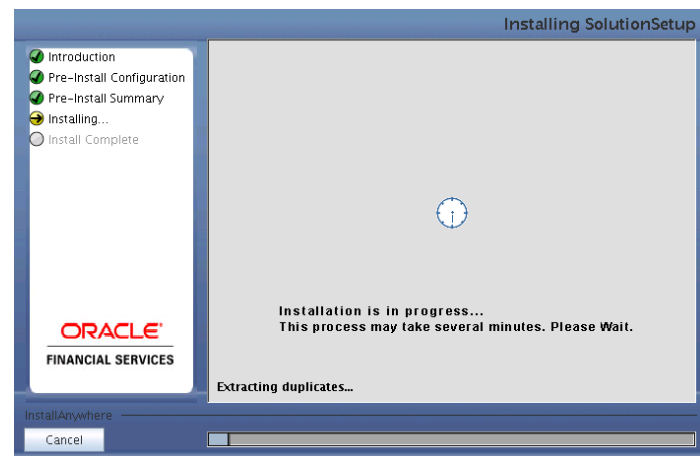 Installing SolutionSetup
Introduction
Pre-Install Configuration
Pre-Install Summary
Installing...
Install Complete
Installation is in progress...
This process may take several minutes. Please Wait.
ORACLE
FINANCIAL SERVICES
Extracting duplicates...
InstallAnywhere
Cancel